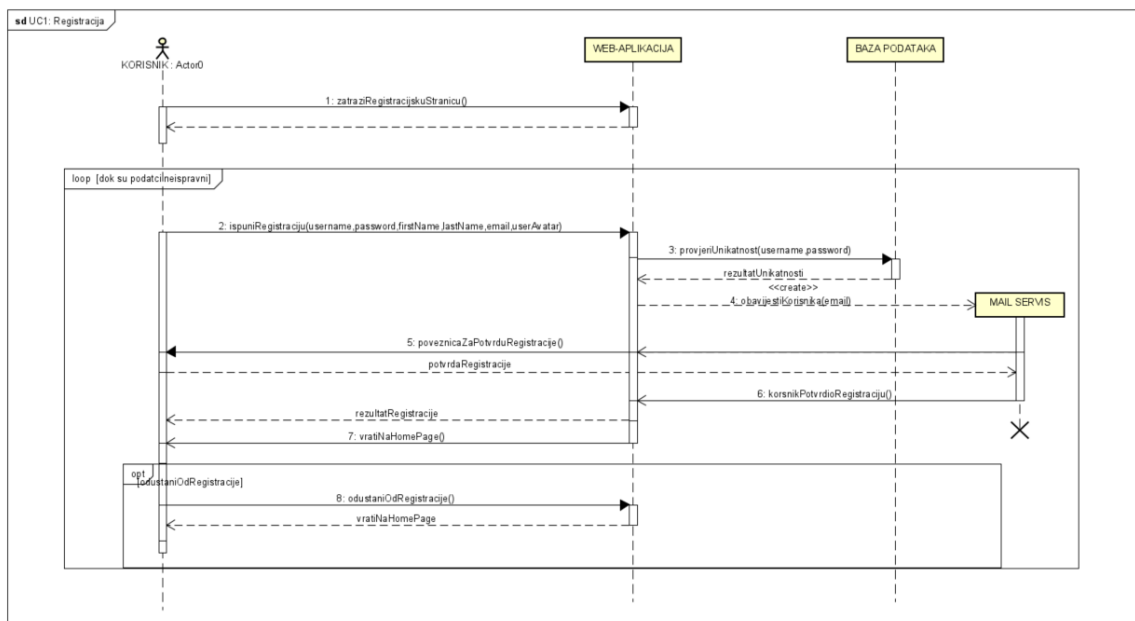 sd UC1: Registracija
KORISNIK : Actor0
WEB-APLIKACIJA
BAZA PODATAKA
1: zatraziRegistracijskuStranicu()
loop [dok su podatciIneispravni]
2: ispuniRegistraciju(username,password,firstName,lastName,email,userAvatar)
3: provjeriUnikatnost(username,password)
rezultatUnikatnosti
<<create>>
4: obavijestiKorisnika(email)
MAIL SERVIS
5: poveznicaZaPotvrduRegistracije()
potvrdaRegistracije
6: korsnikPotvrdioRegistraciju()
rezultatRegistracije
7: vratiNaHomePage()
opt
[odustaniOdRegistracije]
8: odustaniOdRegistracije()
vratiNaHomePage